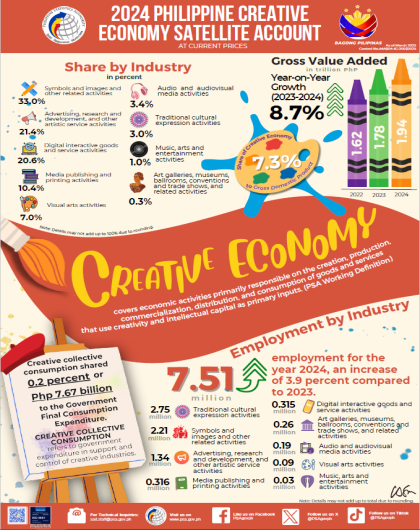 2024 PHILIPPINE CREATIVE
ECONOMY SATELLITE ACCOUNT
AT CURRENT PRICES
BAGONG PILIPINAS
Share by Industry
in percent
33.0%
Symbols and images and
other related activities
21.4%
Advertising, research and
development, and other
artistic service activities
20.6%
Digital interactive goods
and service activities
10.4%
Media publishing and
printing activities
7.0%
Visual arts activities
3.4%
Audio and audiovisual
media activities
3.0%
Traditional cultural
expression activities
1.0%
Music, arts and
entertainment
activities
0.3%
Art galleries, museums,
ballrooms, conventions
and trade shows, and
related activities
Note: Details may not add up to 100% due to rounding.
Gross Value Added
in trillion PhP
Year-on-Year
Growth
(2023-2024)
8.7%
1.62
1.78
1.94
2022
2023
2024
Share of Creative Economy
7.3%
to Gross Domestic Product
CREATIVE ECONOMY
covers economic activities primarily responsible on the creation, production,
commercialization, distribution, and consumption of goods and services
that use creativity and intellectual capital as primary inputs. (PSA Working Definition)
Employment by Industry
7.51
million
employment for the
year 2024, an increase
of 3.9 percent compared
to 2023.
2.75
million
Traditional cultural
expression activities
2.21
million
Symbols and
images and other
related activities
1.34
million
Advertising, research
development, and
other artistic service
activities
0.316
million
Media publishing and
printing activities
0.315
million
Digital interactive goods and
service activities
0.26
million
Art galleries, museums,
ballrooms, conventions and
trade shows, and related
activities
0.19
million
Audio and audiovisual
media activities
0.09
million
Visual arts activities
0.03
million
Music, arts and
entertainment activities
Note: Details may not add up to total due to rounding.
Creative collective
consumption shared
0.2 percent or
Php 7.67 billion
to the Government
Final Consumption
Expenditure.
CREATIVE COLLECTIVE
CONSUMPTION
refers to government
expenditure in support and
control of creative industries.
For Technical Inquiries:
Visit us on
www.psa.gov.ph
Like us on Facebook
Follow us on X
Follow us on Tiktok